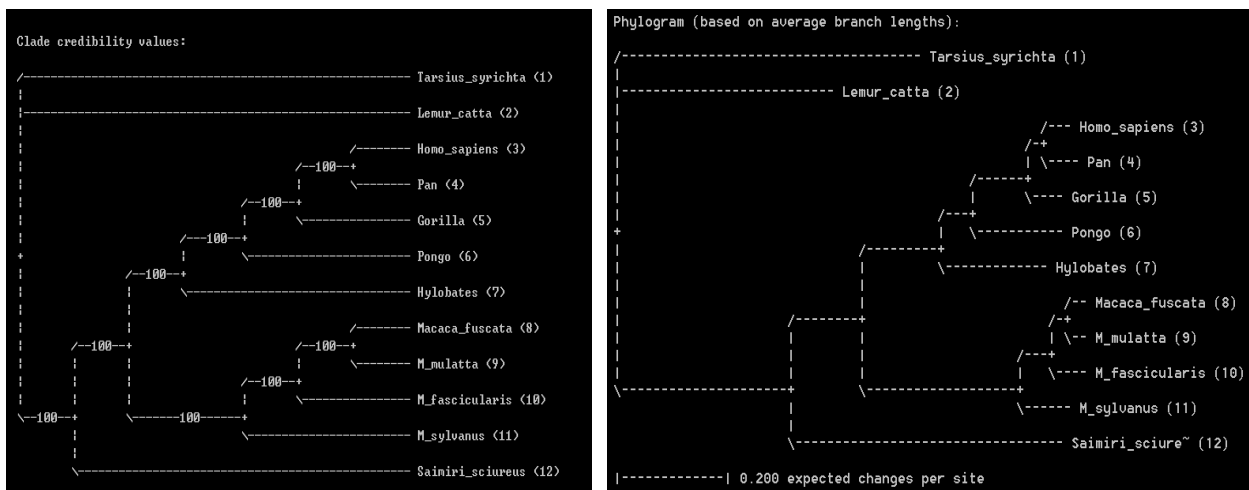 Clade credibility values:
Tarsius_syrichta (1)
Lemur_catta (2)
Homo_sapiens (3)
100
Pan (4)
100
Gorilla (5)
100
Pongo (6)
100
Hylobates (7)
Macaca_fuscata (8)
100
100
M_mulatta (9)
100
M_fascicularis (10)
100
100
M_sylvanus (11)
Saimiri_sciureus (12)
Phylogram (based on average branch lengths):
Tarsius_syrichta (1)
Lemur_catta (2)
Homo_sapiens (3)
Pan (4)
Gorilla (5)
Pongo (6)
Hylobates (7)
Macaca_fuscata (8)
M_mulatta (9)
M_fascicularis (10)
M_sylvanus (11)
Saimiri_sciure~ (12)
|-------------| 0.200 expected changes per site